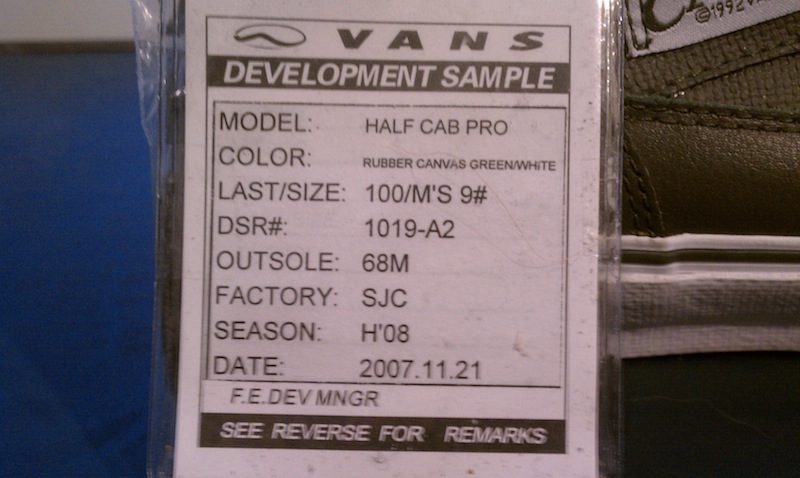 VANS
DEVELOPMENT SAMPLE
MODEL: HALF CAB PRO
COLOR: RUBBER CANVAS GREEN/WHITE
LAST/SIZE: 100/M'S 9#
DSR#: 1019-A2
OUTSOLE: 68M
FACTORY: SJC
SEASON: H'08
DATE: 2007.11.21
F.E.DEV MNGR
SEE REVERSE FOR REMARKS
©1992